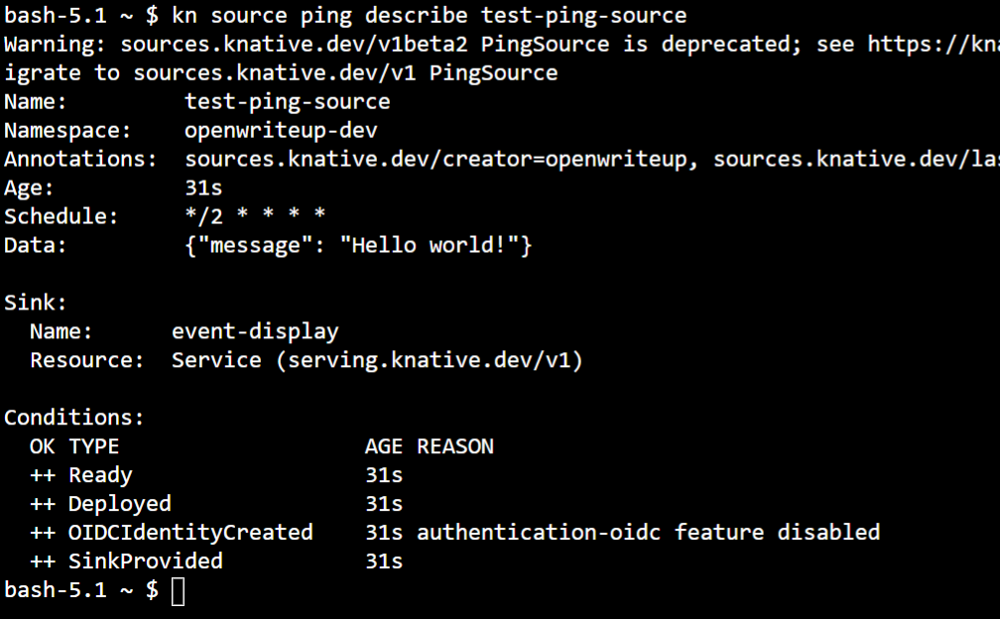 bash-5.1 ~ $ kn source ping describe test-ping-source
Warning: sources.knative.dev/v1beta2 PingSource is deprecated; see https://kna
igrate to sources.knative.dev/v1 PingSource
Name:         test-ping-source
Namespace:    openwriteup-dev
Annotations:  sources.knative.dev/creator=openwriteup, sources.knative.dev/las
Age:          31s
Schedule:     */2 * * * *
Data:         {"message": "Hello world!"}

Sink:
  Name:      event-display
  Resource:  Service (serving.knative.dev/v1)

Conditions:
  OK TYPE                   AGE REASON
  ++ Ready                  31s
  ++ Deployed               31s
  ++ OIDCIdentityCreated    31s authentication-oidc feature disabled
  ++ SinkProvided           31s
bash-5.1 ~ $